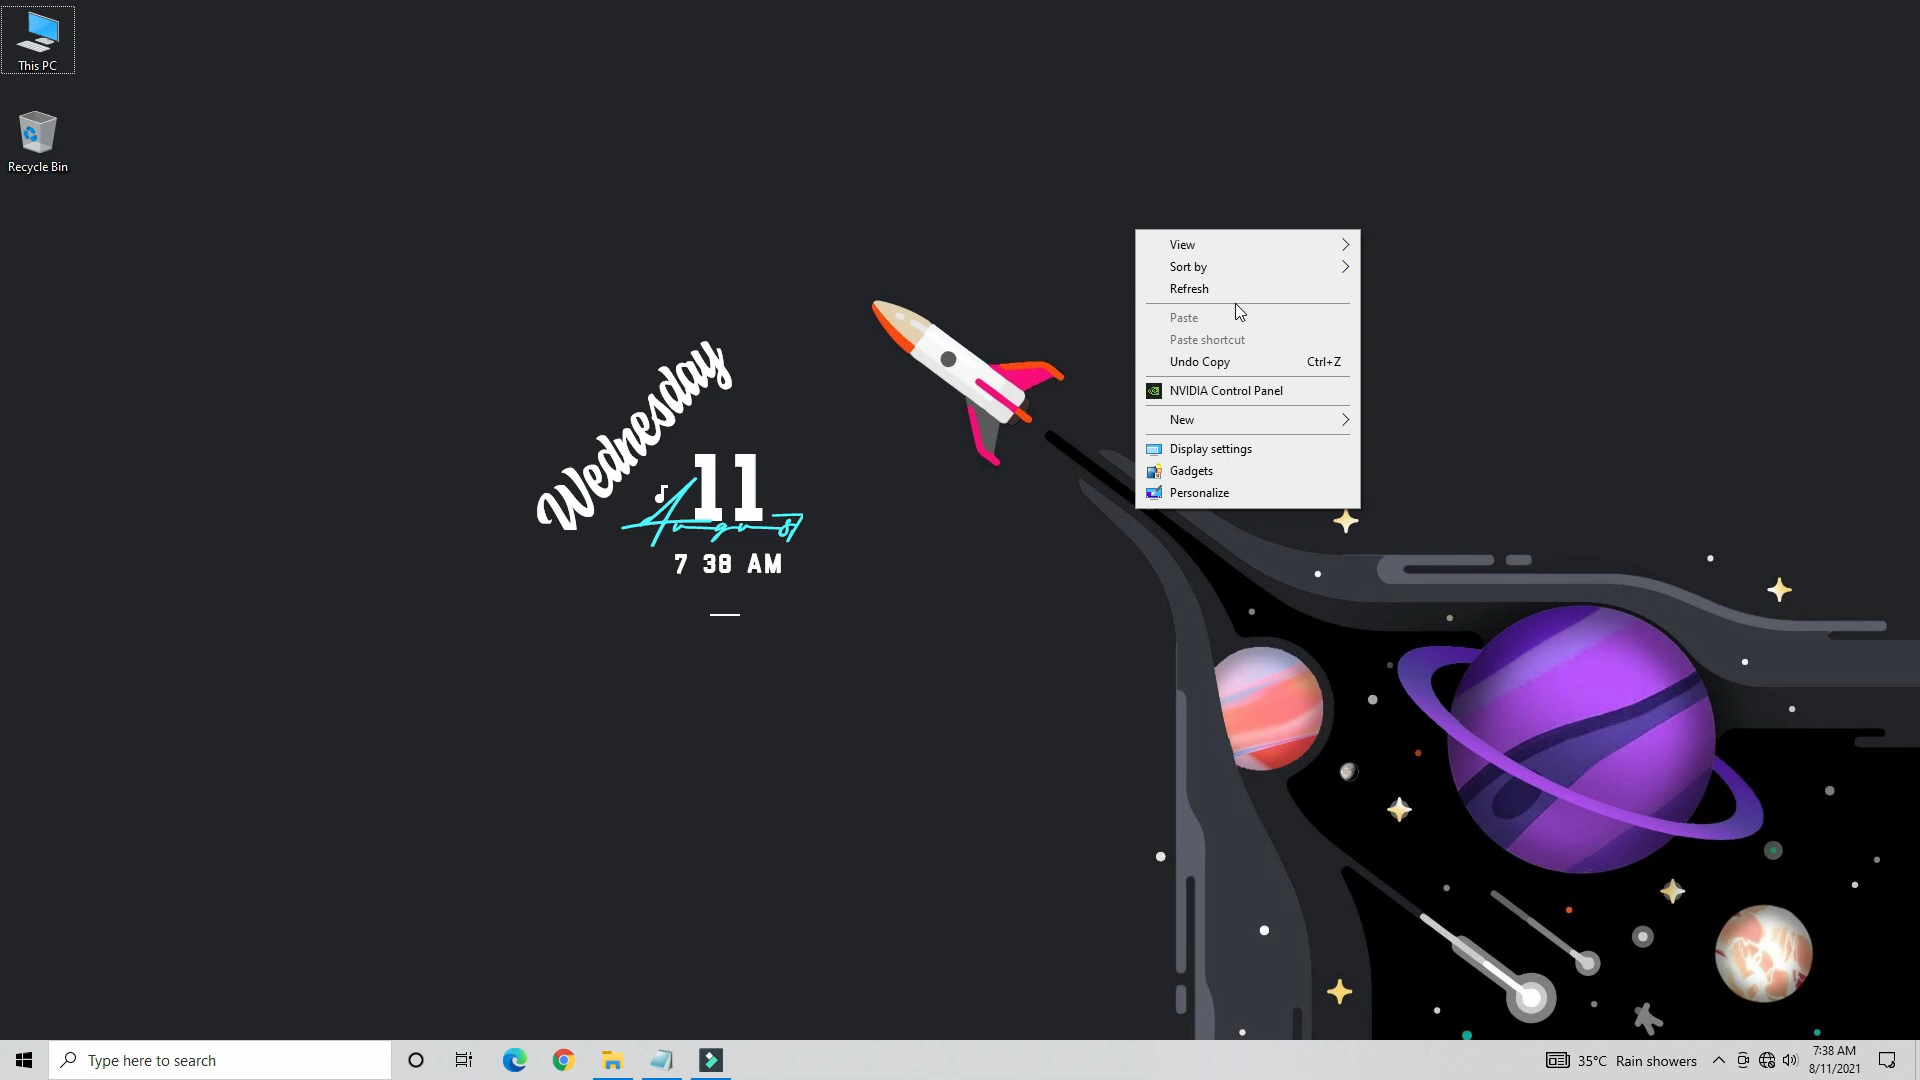 This PC
Recycle Bin
Wednesday
11
August
7 38 AM
View
Sort by
Refresh
Paste
Paste shortcut
Undo Copy Ctrl+Z
NVIDIA Control Panel
New
Display settings
Gadgets
Personalize
Type here to search
35°C Rain showers
7:38 AM
8/11/2021